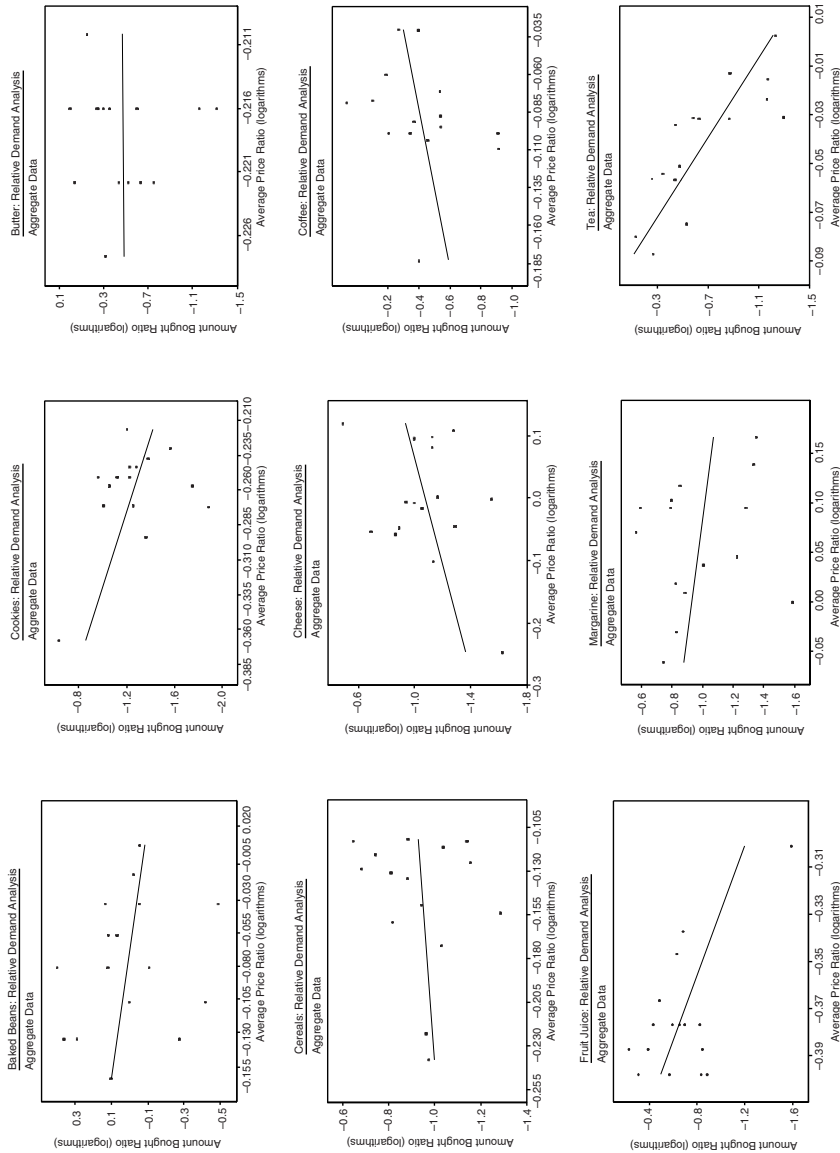 Baked Beans: Relative Demand Analysis
Aggregate Data
Amount Bought Ratio (logarithms)
0.3
0.1
−0.1
−0.3
−0.5
−0.155
−0.130
−0.105
−0.080
−0.055
−0.030
−0.005
0.020
Average Price Ratio (logarithms)
Cookies: Relative Demand Analysis
Aggregate Data
Amount Bought Ratio (logarithms)
−0.8
−1.2
−1.6
−2.0
−0.385
−0.360
−0.335
−0.310
−0.285
−0.260
−0.235
−0.210
Average Price Ratio (logarithms)
Butter: Relative Demand Analysis
Aggregate Data
Amount Bought Ratio (logarithms)
0.1
−0.3
−0.7
−1.1
−1.5
−0.226
−0.221
−0.216
−0.211
Average Price Ratio (logarithms)
Cereals: Relative Demand Analysis
Aggregate Data
Amount Bought Ratio (logarithms)
−0.6
−0.8
−1.0
−1.2
−1.4
−0.255
−0.230
−0.205
−0.180
−0.155
−0.130
−0.105
Average Price Ratio (logarithms)
Cheese: Relative Demand Analysis
Aggregate Data
Amount Bought Ratio (logarithms)
−0.6
−1.0
−1.4
−1.8
−0.3
−0.2
−0.1
0.0
0.1
Average Price Ratio (logarithms)
Coffee: Relative Demand Analysis
Aggregate Data
Amount Bought Ratio (logarithms)
−0.2
−0.4
−0.6
−0.8
−1.0
−0.185
−0.160
−0.135
−0.110
−0.085
−0.060
−0.035
Average Price Ratio (logarithms)
Fruit Juice: Relative Demand Analysis
Aggregate Data
Amount Bought Ratio (logarithms)
−0.4
−0.8
−1.2
−1.6
−0.39
−0.37
−0.35
−0.33
−0.31
Average Price Ratio (logarithms)
Margarine: Relative Demand Analysis
Aggregate Data
Amount Bought Ratio (logarithms)
−0.6
−0.8
−1.0
−1.2
−1.4
−1.6
−0.05
0.00
0.05
0.10
0.15
Average Price Ratio (logarithms)
Tea: Relative Demand Analysis
Aggregate Data
Amount Bought Ratio (logarithms)
−0.3
−0.7
−1.1
−1.5
−0.09
−0.07
−0.05
−0.03
−0.01
0.01
Average Price Ratio (logarithms)